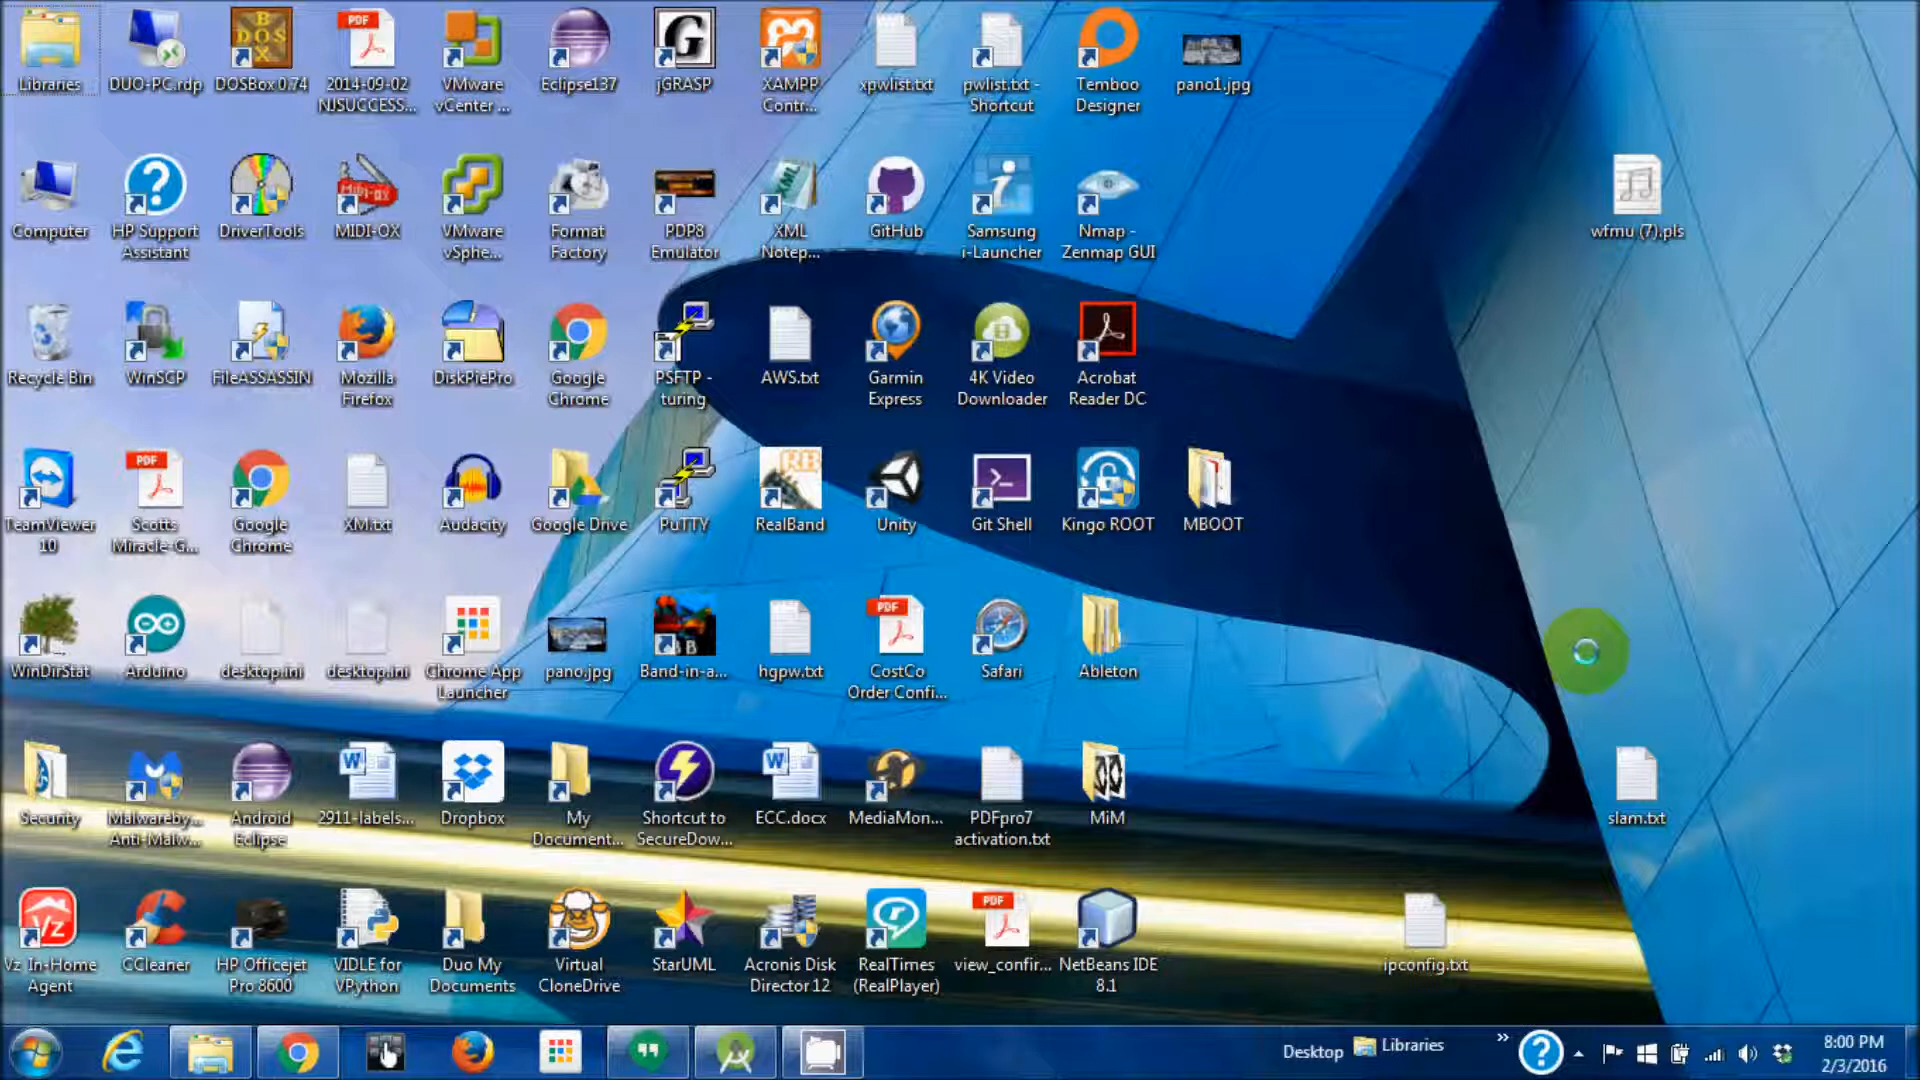 Libraries
DUO-PC.rdp
DOSBox 0.74
2014-09-02
NJSUCCESS...
VMware
vCenter ...
Eclipse137
jGRASP
XAMPP
Contr...
xpwlist.txt
pwlist.txt -
Shortcut
Temboo
Designer
pano1.jpg
Computer
HP Support
Assistant
DriverTools
MIDI-OX
VMware
vSphe...
Format
Factory
PDP8
Emulator
XML
Notep...
GitHub
Samsung
i-Launcher
Nmap -
Zenmap GUI
wfmu (7).pls
Recycle Bin
WinSCP
FileASSASSIN
Mozilla
Firefox
DiskPiePro
Google
Chrome
PSFTP -
turing
AWS.txt
Garmin
Express
4K Video
Downloader
Acrobat
Reader DC
TeamViewer
10
Scotts
Miracle-G...
Google
Chrome
XM.txt
Audacity
Google Drive
PuTTY
RealBand
Unity
Git Shell
Kingo ROOT
MBOOT
WinDirStat
Arduino
desktop.ini
desktop.ini
Chrome App
Launcher
pano.jpg
Band-in-a...
hgpw.txt
CostCo
Order Confi...
Safari
Ableton
Security
Malwareby...
Anti-Malw...
Android
Eclipse
2911-labels...
Dropbox
My
Document...
Shortcut to
SecureDow...
ECC.docx
MediaMon...
PDFpro7
activation.txt
MiM
slam.txt
Vz In-Home
Agent
CCleaner
HP Officejet
Pro 8600
VIDLE for
VPython
Duo My
Documents
Virtual
CloneDrive
StarUML
Acronis Disk
Director 12
RealTimes
(RealPlayer)
view_confir...
NetBeans IDE
8.1
ipconfig.txt
Desktop
Libraries
8:00 PM
2/3/2016